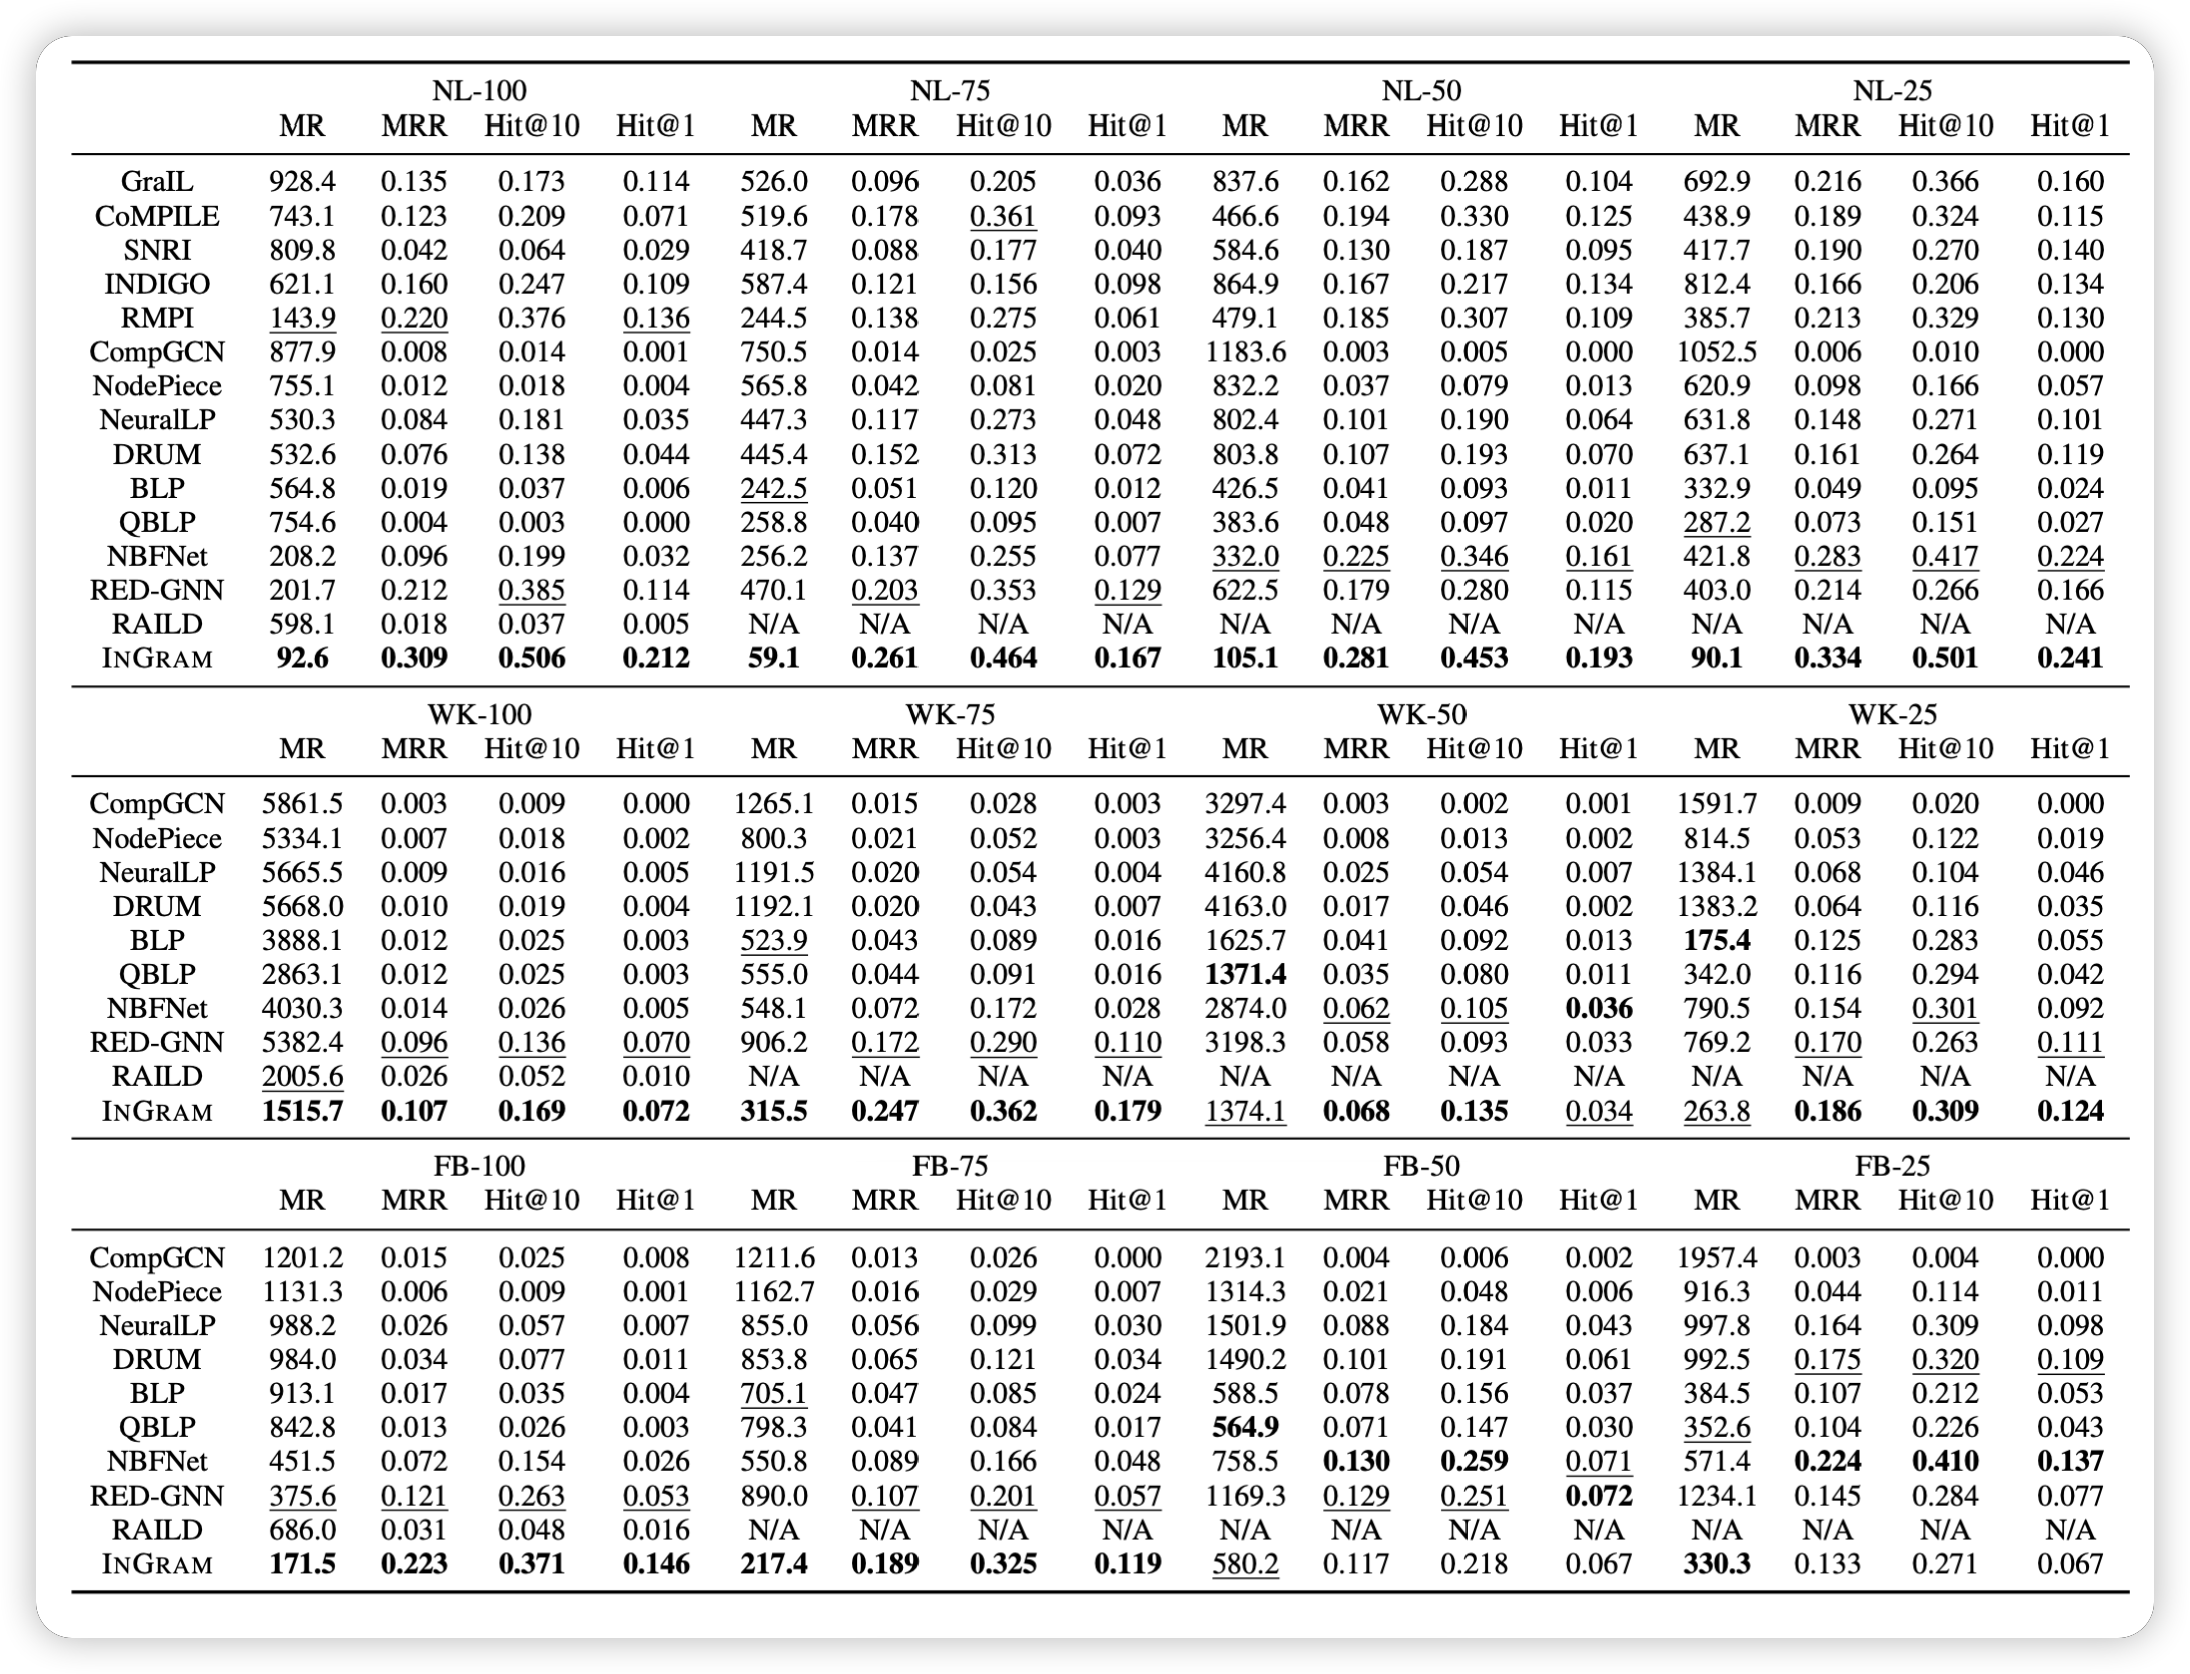 NL-100 NL-75 NL-50 NL-25
MR MRR Hit@10 Hit@1 MR MRR Hit@10 Hit@1 MR MRR Hit@10 Hit@1 MR MRR Hit@10 Hit@1
GraIL 928.4 0.135 0.173 0.114 526.0 0.096 0.205 0.036 837.6 0.162 0.288 0.104 692.9 0.216 0.366 0.160
CoMPILE 743.1 0.123 0.209 0.071 519.6 0.178 0.361 0.093 466.6 0.194 0.330 0.125 438.9 0.189 0.324 0.115
SNRI 809.8 0.042 0.064 0.029 418.7 0.088 0.177 0.040 584.6 0.130 0.187 0.095 417.7 0.190 0.270 0.140
INDIGO 621.1 0.160 0.247 0.109 587.4 0.121 0.156 0.098 864.9 0.167 0.217 0.134 812.4 0.166 0.206 0.134
RMPI 143.9 0.220 0.376 0.136 244.5 0.138 0.275 0.061 479.1 0.185 0.307 0.109 385.7 0.213 0.329 0.130
CompGCN 877.9 0.008 0.014 0.001 750.5 0.014 0.025 0.003 1183.6 0.003 0.005 0.000 1052.5 0.006 0.010 0.000
NodePiece 755.1 0.012 0.018 0.004 565.8 0.042 0.081 0.020 832.2 0.037 0.079 0.013 620.9 0.098 0.166 0.057
NeuralLP 530.3 0.084 0.181 0.035 447.3 0.117 0.273 0.048 802.4 0.101 0.190 0.064 631.8 0.148 0.271 0.101
DRUM 532.6 0.076 0.138 0.044 445.4 0.152 0.313 0.072 803.8 0.107 0.193 0.070 637.1 0.161 0.264 0.119
BLP 564.8 0.019 0.037 0.006 242.5 0.051 0.120 0.012 426.5 0.041 0.093 0.011 332.9 0.049 0.095 0.024
QBLP 754.6 0.004 0.003 0.000 258.8 0.040 0.095 0.007 383.6 0.048 0.097 0.020 287.2 0.073 0.151 0.027
NBFNet 208.2 0.096 0.199 0.032 256.2 0.137 0.255 0.077 332.0 0.225 0.346 0.161 421.8 0.283 0.417 0.224
RED-GNN 201.7 0.212 0.385 0.114 470.1 0.203 0.353 0.129 622.5 0.179 0.280 0.115 403.0 0.214 0.266 0.166
RAILD 598.1 0.018 0.037 0.005 N/A N/A N/A N/A N/A N/A N/A N/A N/A N/A N/A N/A
INGRAM 92.6 0.309 0.506 0.212 59.1 0.261 0.464 0.167 105.1 0.281 0.453 0.193 90.1 0.334 0.501 0.241
WK-100 WK-75 WK-50 WK-25
MR MRR Hit@10 Hit@1 MR MRR Hit@10 Hit@1 MR MRR Hit@10 Hit@1 MR MRR Hit@10 Hit@1
CompGCN 5861.5 0.003 0.009 0.000 1265.1 0.015 0.028 0.003 3297.4 0.003 0.002 0.001 1591.7 0.009 0.020 0.000
NodePiece 5334.1 0.007 0.018 0.002 800.3 0.021 0.052 0.003 3256.4 0.008 0.013 0.002 814.5 0.053 0.122 0.019
NeuralLP 5665.5 0.009 0.016 0.005 1191.5 0.020 0.054 0.004 4160.8 0.025 0.054 0.007 1384.1 0.068 0.104 0.046
DRUM 5668.0 0.010 0.019 0.004 1192.1 0.020 0.043 0.007 4163.0 0.017 0.046 0.002 1383.2 0.064 0.116 0.035
BLP 3888.1 0.012 0.025 0.003 523.9 0.043 0.089 0.016 1625.7 0.041 0.092 0.013 175.4 0.125 0.283 0.055
QBLP 2863.1 0.012 0.025 0.003 555.0 0.044 0.091 0.016 1371.4 0.035 0.080 0.011 342.0 0.116 0.294 0.042
NBFNet 4030.3 0.014 0.026 0.005 548.1 0.072 0.172 0.028 2874.0 0.062 0.105 0.036 790.5 0.154 0.301 0.092
RED-GNN 5382.4 0.096 0.136 0.070 906.2 0.172 0.290 0.110 3198.3 0.058 0.093 0.033 769.2 0.170 0.263 0.111
RAILD 2005.6 0.026 0.052 0.010 N/A N/A N/A N/A N/A N/A N/A N/A N/A N/A N/A N/A
INGRAM 1515.7 0.107 0.169 0.072 315.5 0.247 0.362 0.179 1374.1 0.068 0.135 0.034 263.8 0.186 0.309 0.124
FB-100 FB-75 FB-50 FB-25
MR MRR Hit@10 Hit@1 MR MRR Hit@10 Hit@1 MR MRR Hit@10 Hit@1 MR MRR Hit@10 Hit@1
CompGCN 1201.2 0.015 0.025 0.008 1211.6 0.013 0.026 0.000 2193.1 0.004 0.006 0.002 1957.4 0.003 0.004 0.000
NodePiece 1131.3 0.006 0.009 0.001 1162.7 0.016 0.029 0.007 1314.3 0.021 0.048 0.006 916.3 0.044 0.114 0.011
NeuralLP 988.2 0.026 0.057 0.007 855.0 0.056 0.099 0.030 1501.9 0.088 0.184 0.043 997.8 0.164 0.309 0.098
DRUM 984.0 0.034 0.077 0.011 853.8 0.065 0.121 0.034 1490.2 0.101 0.191 0.061 992.5 0.175 0.320 0.109
BLP 913.1 0.017 0.035 0.004 705.1 0.047 0.085 0.024 588.5 0.078 0.156 0.037 384.5 0.107 0.212 0.053
QBLP 842.8 0.013 0.026 0.003 798.3 0.041 0.084 0.017 564.9 0.071 0.147 0.030 352.6 0.104 0.226 0.043
NBFNet 451.5 0.072 0.154 0.026 550.8 0.089 0.166 0.048 758.5 0.130 0.259 0.071 571.4 0.224 0.410 0.137
RED-GNN 375.6 0.121 0.263 0.053 890.0 0.107 0.201 0.057 1169.3 0.129 0.251 0.072 1234.1 0.145 0.284 0.077
RAILD 686.0 0.031 0.048 0.016 N/A N/A N/A N/A N/A N/A N/A N/A N/A N/A N/A N/A
INGRAM 171.5 0.223 0.371 0.146 217.4 0.189 0.325 0.119 580.2 0.117 0.218 0.067 330.3 0.133 0.271 0.067